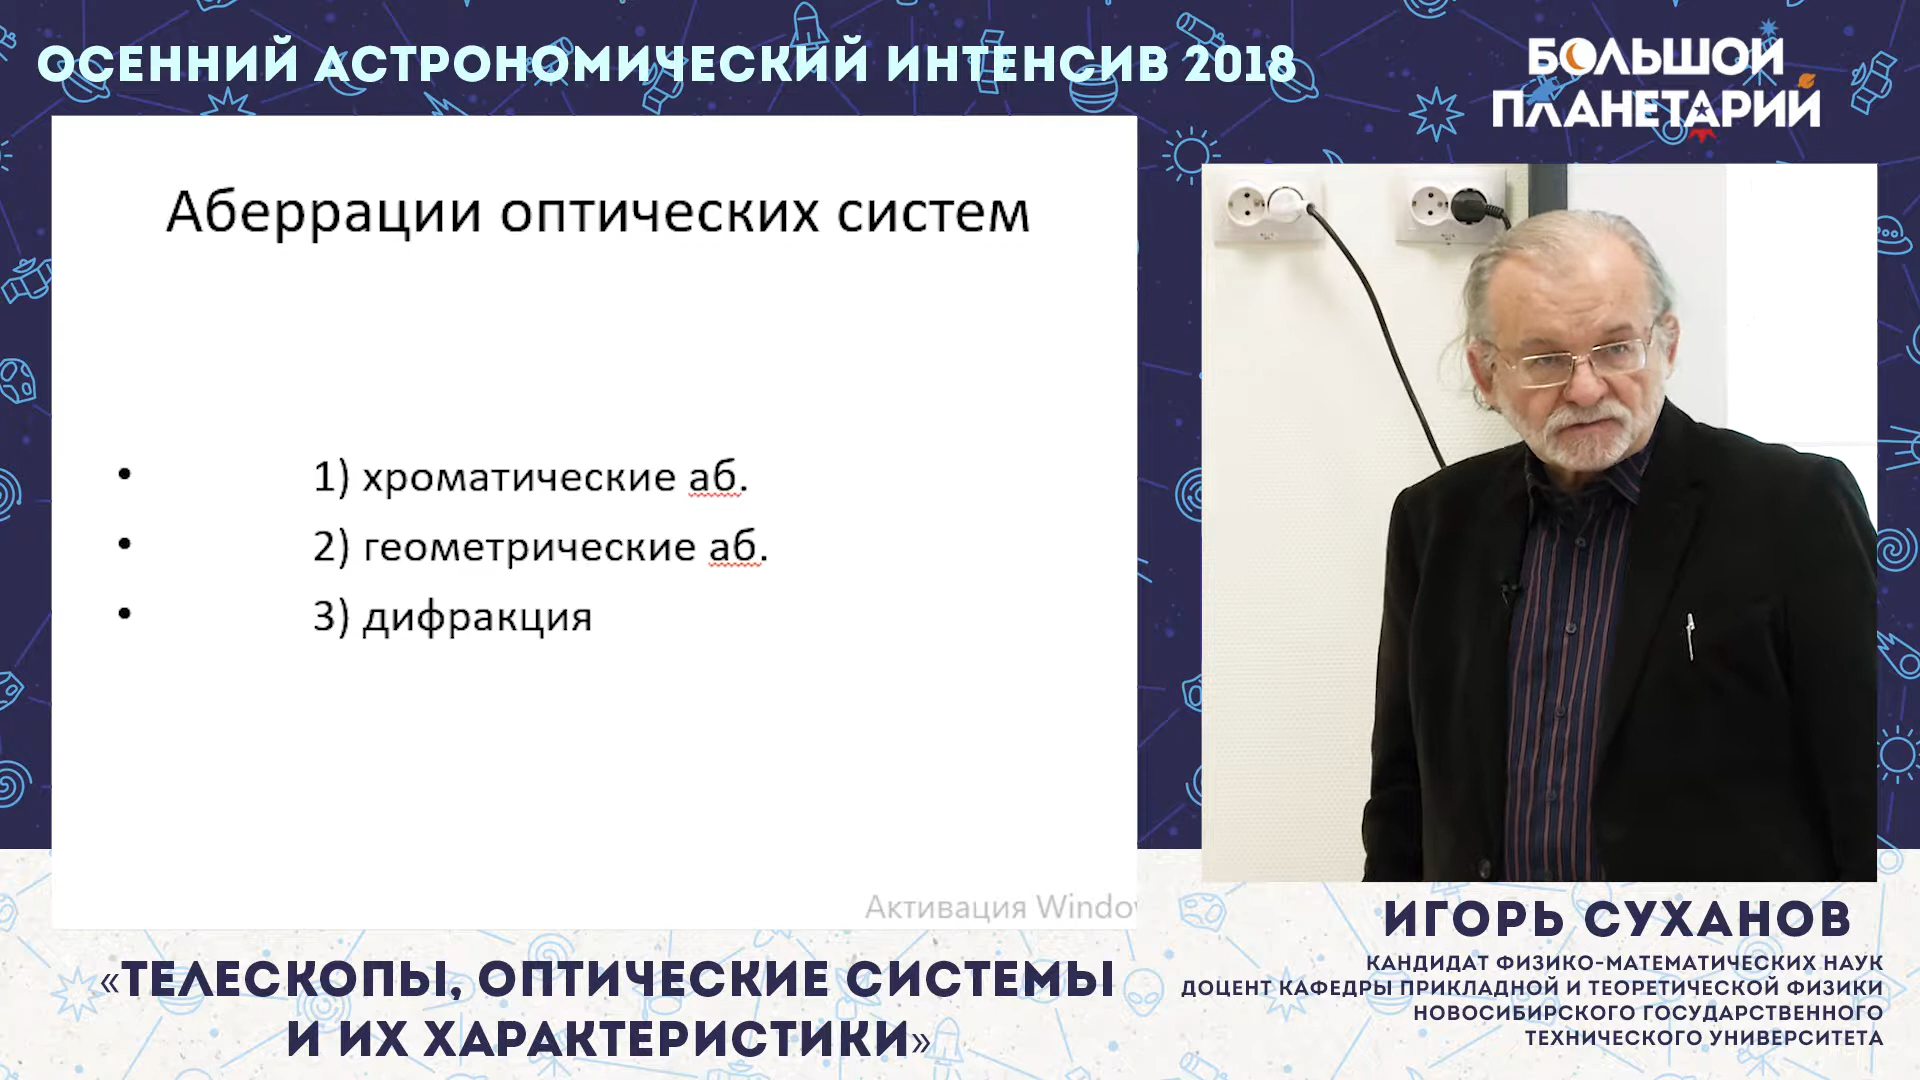 ОСЕННИЙ АСТРОНОМИЧЕСКИЙ ИНТЕНСИВ 2018
БОЛЬШОЙ
ПЛАНЕТАРИЙ
Аберрации оптических систем
• 1) хроматические аб.
• 2) геометрические аб.
• 3) дифракция
Активация Windo
«ТЕЛЕСКОПЫ, ОПТИЧЕСКИЕ СИСТЕМЫ
И ИХ ХАРАКТЕРИСТИКИ»
ИГОРЬ СУХАНОВ
КАНДИДАТ ФИЗИКО-МАТЕМАТИЧЕСКИХ НАУК
ДОЦЕНТ КАФЕДРЫ ПРИКЛАДНОЙ И ТЕОРЕТИЧЕСКОЙ ФИЗИКИ
НОВОСИБИРСКОГО ГОСУДАРСТВЕННОГО
ТЕХНИЧЕСКОГО УНИВЕРСИТЕТА